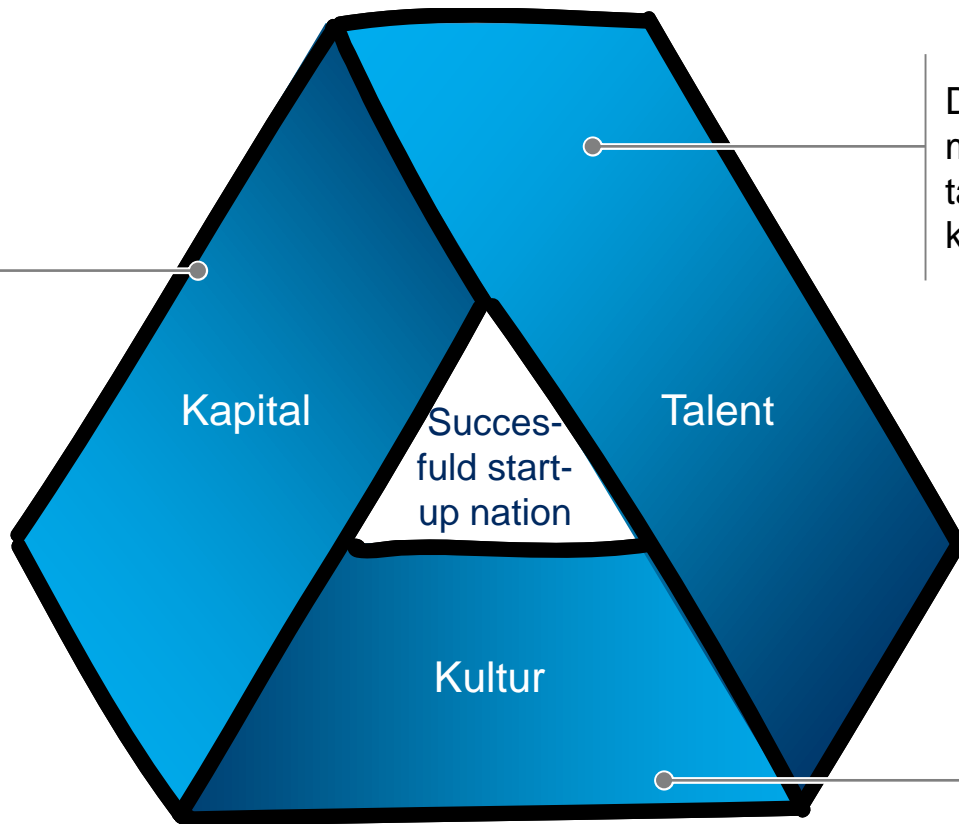 Kapital
Succes-
fuld start-
up nation
Talent
Kultur